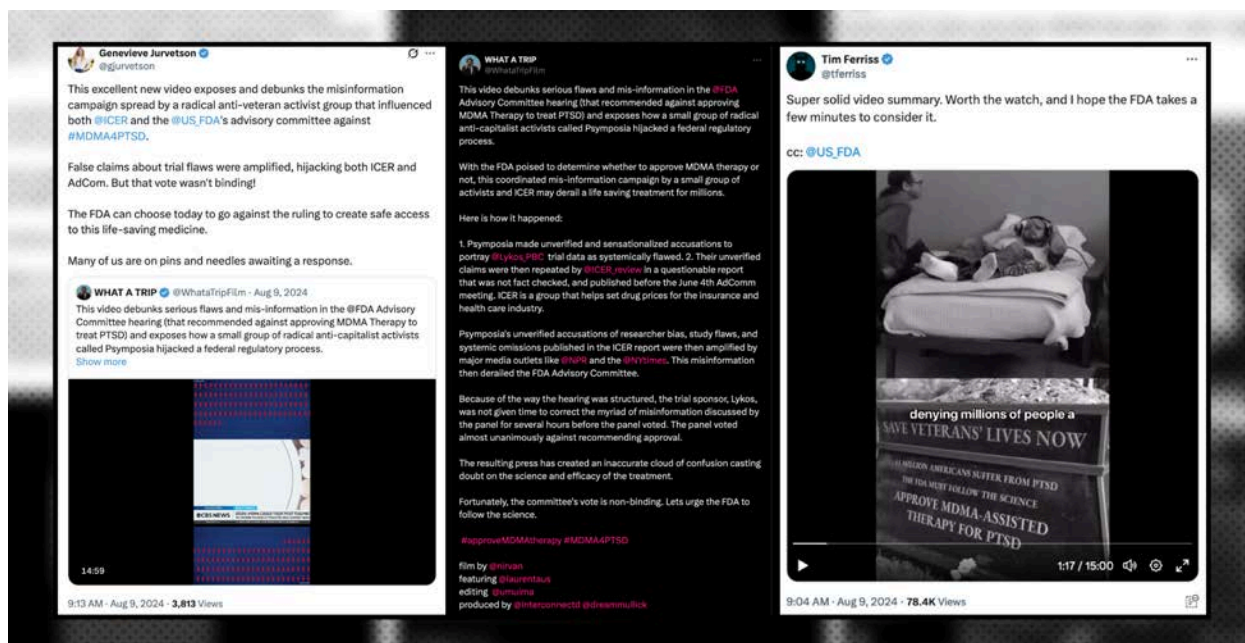 Genevieve Jurvetson
@gjurvetson
This excellent new video exposes and debunks the misinformation
campaign spread by a radical anti-veteran activist group that influenced
both @ICER and the @US_FDA's advisory committee against
#MDMA4PTSD.
False claims about trial flaws were amplified, hijacking both ICER and
AdCom. But that vote wasn't binding!
The FDA can choose today to go against the ruling to create safe access
to this life-saving medicine.
Many of us are on pins and needles awaiting a response.
WHAT A TRIP @WhataTripFilm · Aug 9, 2024
This video debunks serious flaws and mis-information in the @FDA Advisory
Committee hearing (that recommended against approving MDMA Therapy to
treat PTSD) and exposes how a small group of radical anti-capitalist activists
called Psymposia hijacked a federal regulatory process.
Show more
CBS NEWS
14:59
9:13 AM · Aug 9, 2024 · 3,813 Views
WHAT A TRIP
@WhataTripFilm
This video debunks serious flaws and mis-information in the @FDA
Advisory Committee hearing (that recommended against approving
MDMA Therapy to treat PTSD) and exposes how a small group of radical
anti-capitalist activists called Psymposia hijacked a federal regulatory
process.
With the FDA poised to determine whether to approve MDMA therapy or
not, this coordinated mis-information campaign by a small group of
activists and ICER may derail a life saving treatment for millions.
Here is how it happened:
1. Psymposia made unverified and sensationalized accusations to
portray @Lykos_PBC trial data as systemically flawed. 2. Their unverified
claims were then repeated by @ICER_review in a questionable report
that was not fact checked, and published before the June 4th AdComm
meeting. ICER is a group that helps set drug prices for the insurance and
health care industry.
Psymposia's unverified accusations of researcher bias, study flaws, and
systemic omissions published in the ICER report were then amplified by
major media outlets like @NPR and the @NYtimes. This misinformation
then derailed the FDA Advisory Committee.
Because of the way the hearing was structured, the trial sponsor, Lykos,
was not given time to correct the myriad of misinformation discussed by
the panel for several hours before the panel voted. The panel voted
almost unanimously against recommending approval.
The resulting press has created an inaccurate cloud of confusion casting
doubt on the science and efficacy of the treatment.
Fortunately, the committee's vote is non-binding. Lets urge the FDA to
follow the science.
#approveMDMAtherapy #MDMA4PTSD
film by @nirvan
featuring @laurentaus
editing @umuima
produced by @interconnectd @dreammullick
Tim Ferriss
@tferriss
Super solid video summary. Worth the watch, and I hope the FDA takes a
few minutes to consider it.
cc: @US_FDA
denying millions of people a
SAVE VETERANS' LIVES NOW
MILLION AMERICANS SUFFER FROM PTSD
THE FDA MUST FOLLOW THE SCIENCE
APPROVE MDMA-ASSISTED
THERAPY FOR PTSD
1:17 / 15:00
9:04 AM · Aug 9, 2024 · 78.4K Views